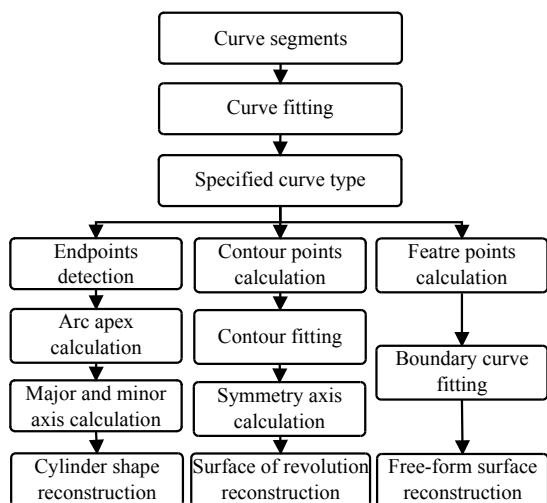 Curve segments
Curve fitting
Specified curve type
Endpoints
detection
Contour points
calculation
Featre points
calculation
Arc apex
calculation
Contour fitting
Boundary curve
fitting
Major and minor
axis calculation
Symmetry axis
calculation
Cylinder shape
reconstruction
Surface of revolution
reconstruction
Free-form surface
reconstruction